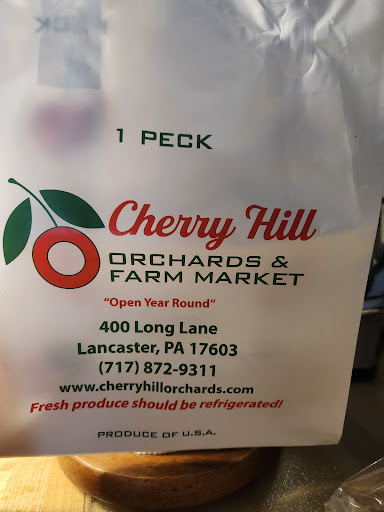 1 PECK
Cherry Hill
ORCHARDS &
FARM MARKET
"Open Year Round"
400 Long Lane
Lancaster, PA 17603
(717) 872-9311
www.cherryhillorchards.com
Fresh produce should be refrigerated!
PRODUCE OF U.S.A.